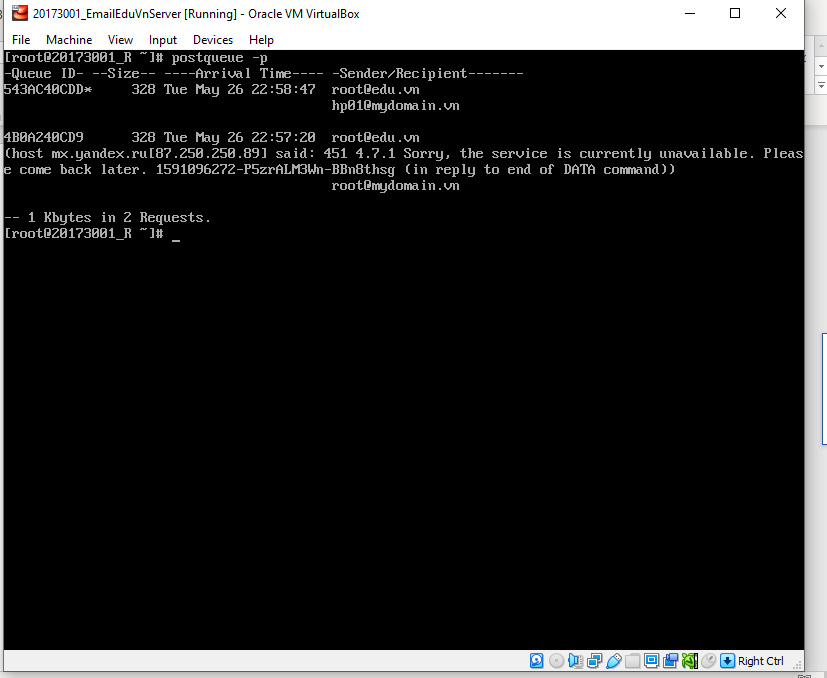 20173001_EmailEduVnServer [Running] - Oracle VM VirtualBox
File Machine View Input Devices Help
[root@20173001_R ~]# postqueue -p
-Queue ID- --Size-- ----Arrival Time---- -Sender/Recipient-------
543AC40CDD* 328 Tue May 26 22:58:47 root@edu.vn
hp01@mydomain.vn
4B0A240CD9 328 Tue May 26 22:57:20 root@edu.vn
(host mx.yandex.ru[87.250.250.89] said: 451 4.7.1 Sorry, the service is currently unavailable. Pleas
e come back later. 1591096272-P5zrALM3Wn-BBn8thsg (in reply to end of DATA command))
root@mydomain.vn
-- 1 Kbytes in 2 Requests.
[root@20173001_R ~]# _
Right Ctrl